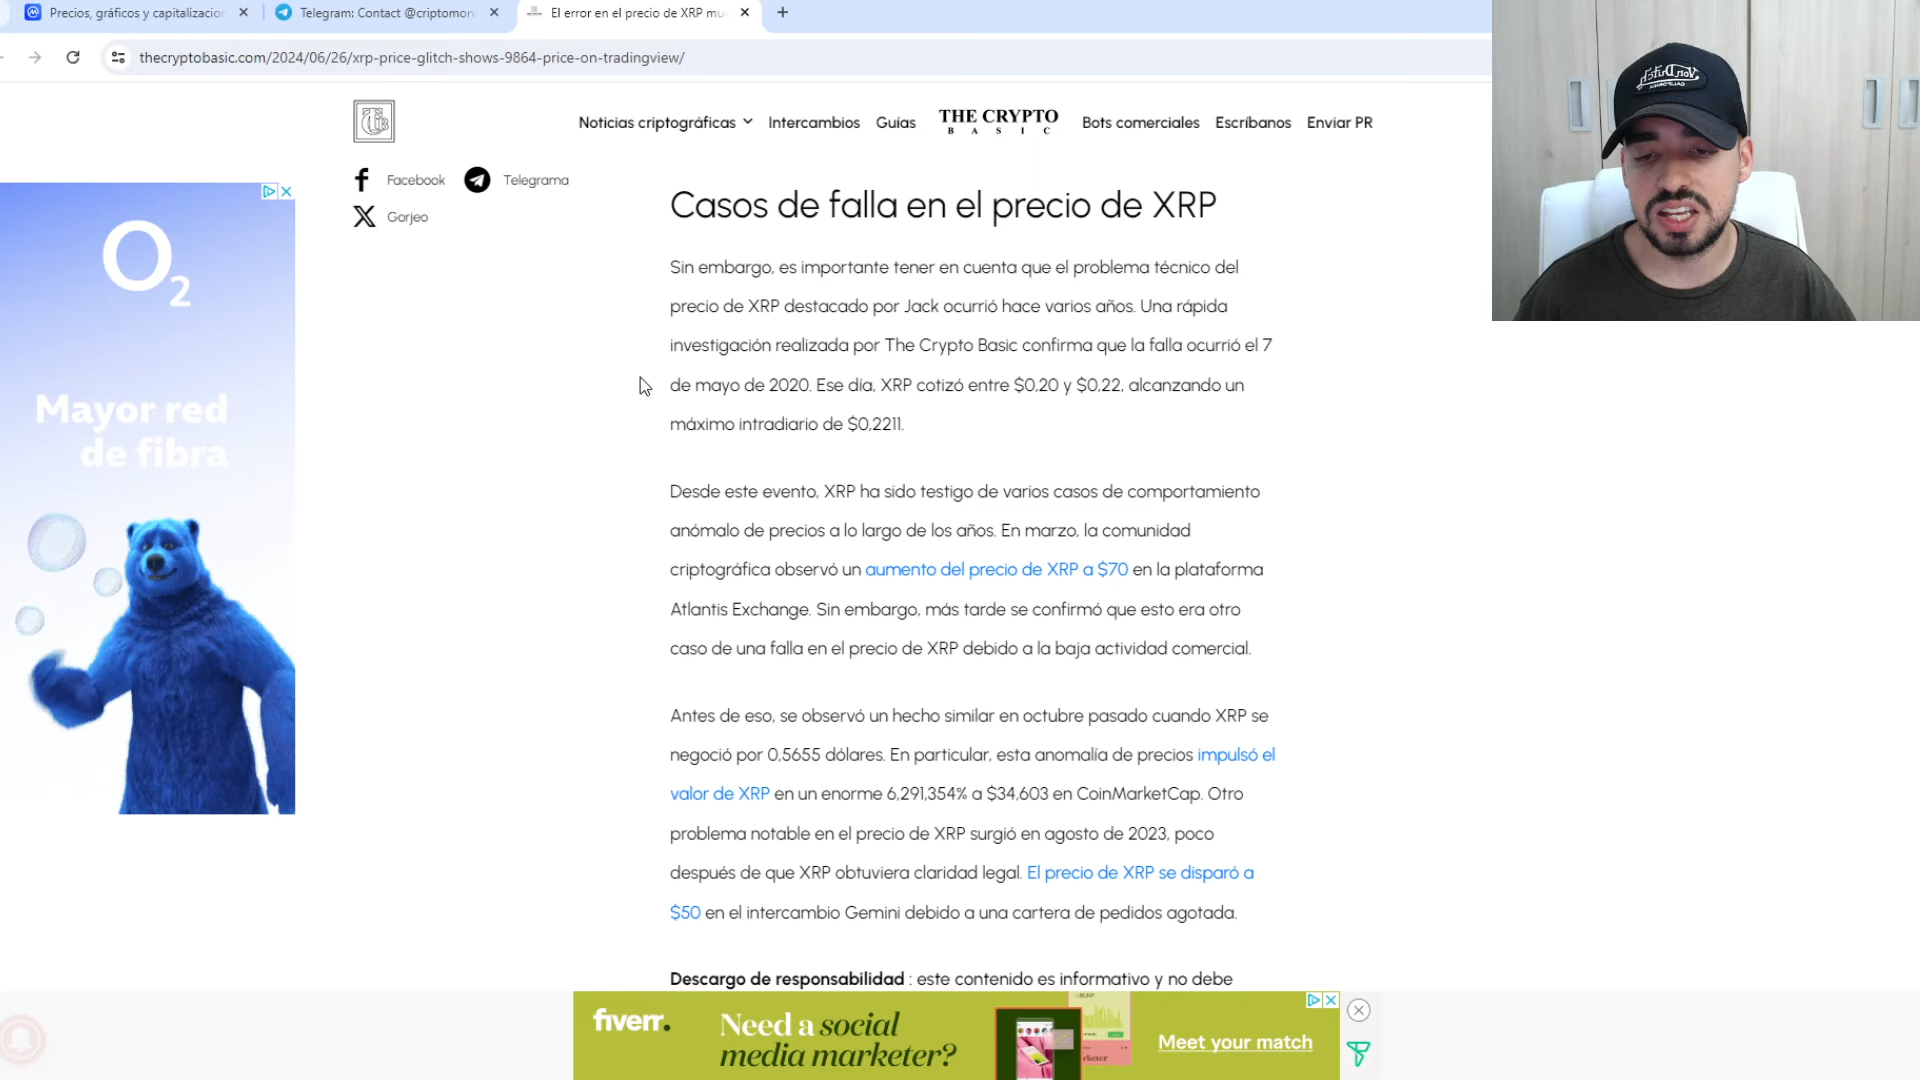 Precios, gráficos y capitalizacio
Telegram: Contact @criptomon
El error en el precio de XRP mu
thecryptobasic.com/2024/06/26/xrp-price-glitch-shows-9864-price-on-tradingview/
Noticias criptográficas
Intercambios
Guías
THE CRYPTO
BASIC
Bots comerciales
Escríbanos
Enviar PR
Facebook
Telegrama
Gorjeo
O2
Mayor red
de fibra
Casos de falla en el precio de XRP
Sin embargo, es importante tener en cuenta que el problema técnico del
precio de XRP destacado por Jack ocurrió hace varios años. Una rápida
investigación realizada por The Crypto Basic confirma que la falla ocurrió el 7
de mayo de 2020. Ese día, XRP cotizó entre $0,20 y $0,22, alcanzando un
máximo intradiario de $0,2211.
Desde este evento, XRP ha sido testigo de varios casos de comportamiento
anómalo de precios a lo largo de los años. En marzo, la comunidad
criptográfica observó un aumento del precio de XRP a $70 en la plataforma
Atlantis Exchange. Sin embargo, más tarde se confirmó que esto era otro
caso de una falla en el precio de XRP debido a la baja actividad comercial.
Antes de eso, se observó un hecho similar en octubre pasado cuando XRP se
negoció por 0,5655 dólares. En particular, esta anomalía de precios impulsó el
valor de XRP en un enorme 6,291,354% a $34,603 en CoinMarketCap. Otro
problema notable en el precio de XRP surgió en agosto de 2023, poco
después de que XRP obtuviera claridad legal. El precio de XRP se disparó a
$50 en el intercambio Gemini debido a una cartera de pedidos agotada.
Descargo de responsabilidad : este contenido es informativo y no debe
fiverr.
Need a social
media marketer?
Meet your match
Von Dutch
CALIFORNIA